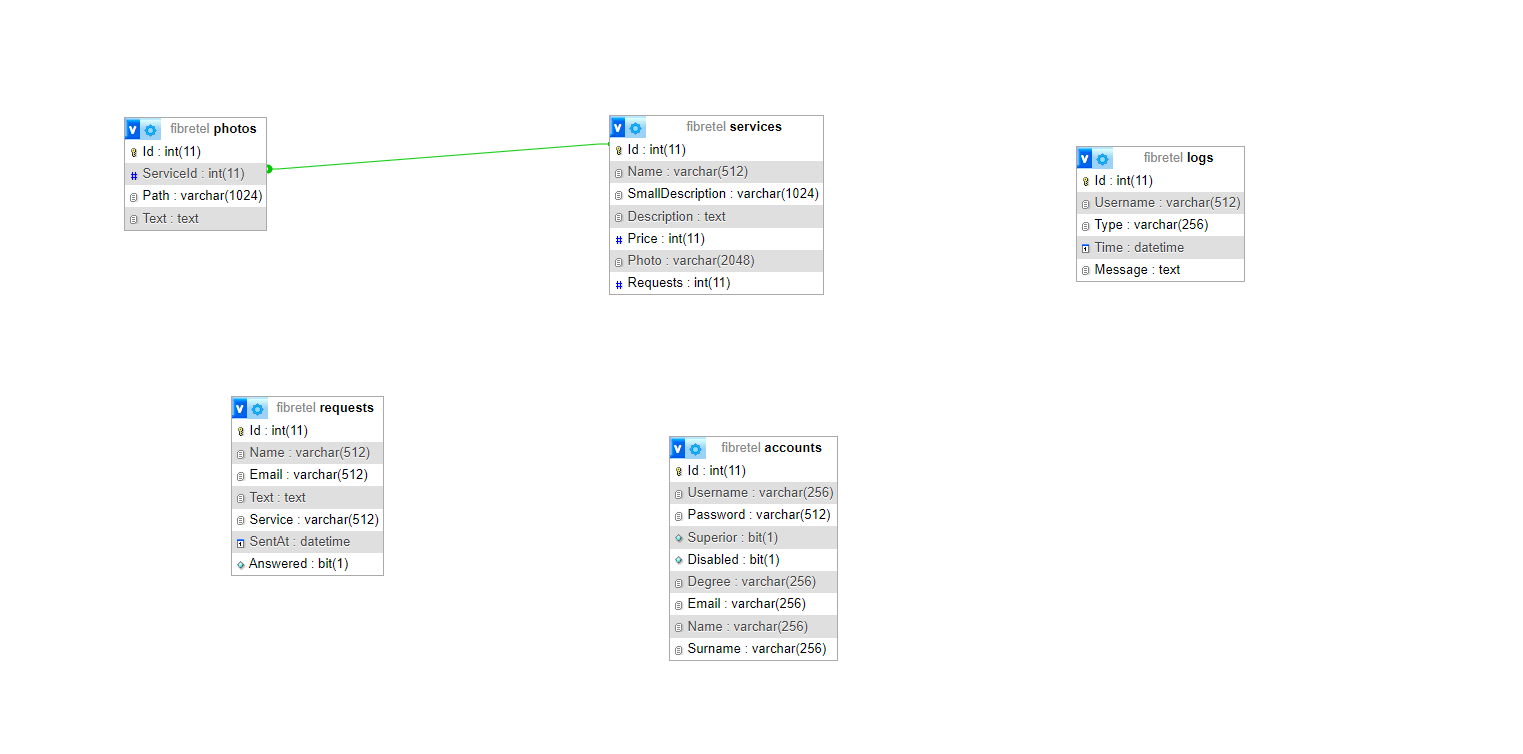 v fibretel photos
Id : int(11)
# ServiceId : int(11)
Path : varchar(1024)
Text : text
v fibretel services
Id : int(11)
Name : varchar(512)
SmallDescription : varchar(1024)
Description : text
# Price : int(11)
Photo : varchar(2048)
# Requests : int(11)
v fibretel logs
Id : int(11)
Username : varchar(512)
Type : varchar(256)
Time : datetime
Message : text
v fibretel requests
Id : int(11)
Name : varchar(512)
Email : varchar(512)
Text : text
Service : varchar(512)
SentAt : datetime
Answered : bit(1)
v fibretel accounts
Id : int(11)
Username : varchar(256)
Password : varchar(512)
Superior : bit(1)
Disabled : bit(1)
Degree : varchar(256)
Email : varchar(256)
Name : varchar(256)
Surname : varchar(256)